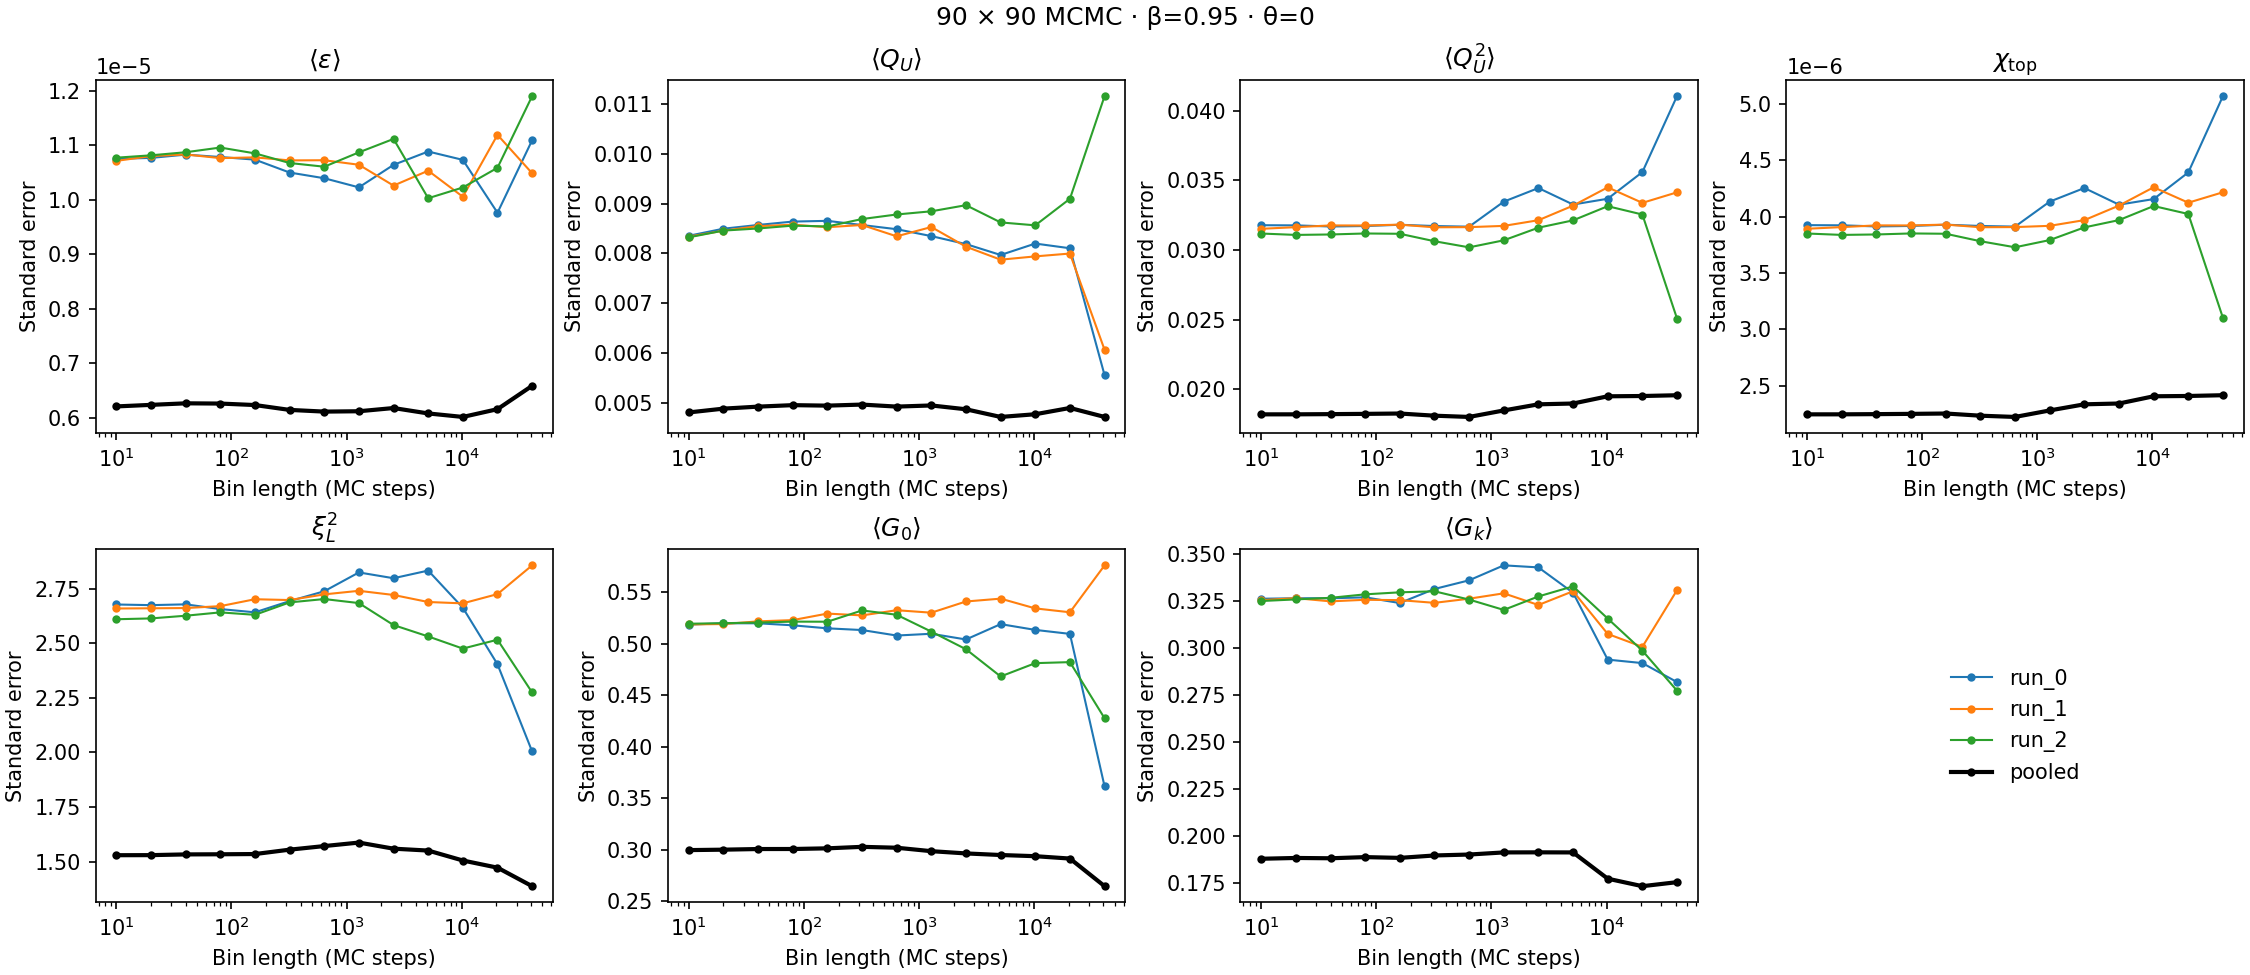 90 × 90 MCMC · β=0.95 · θ=0
⟨ε⟩
1e−5
Standard error
1.2
1.1
1.0
0.9
0.8
0.7
0.6
10¹ 10² 10³ 10⁴
Bin length (MC steps)
⟨Q_U⟩
Standard error
0.011
0.010
0.009
0.008
0.007
0.006
0.005
10¹ 10² 10³ 10⁴
Bin length (MC steps)
⟨Q_U²⟩
Standard error
0.040
0.035
0.030
0.025
0.020
10¹ 10² 10³ 10⁴
Bin length (MC steps)
χ_top
1e−6
Standard error
5.0
4.5
4.0
3.5
3.0
2.5
10¹ 10² 10³ 10⁴
Bin length (MC steps)
ξ_L²
Standard error
2.75
2.50
2.25
2.00
1.75
1.50
10¹ 10² 10³ 10⁴
Bin length (MC steps)
⟨G₀⟩
Standard error
0.55
0.50
0.45
0.40
0.35
0.30
0.25
10¹ 10² 10³ 10⁴
Bin length (MC steps)
⟨G_k⟩
Standard error
0.350
0.325
0.300
0.275
0.250
0.225
0.200
0.175
10¹ 10² 10³ 10⁴
Bin length (MC steps)
run_0
run_1
run_2
pooled